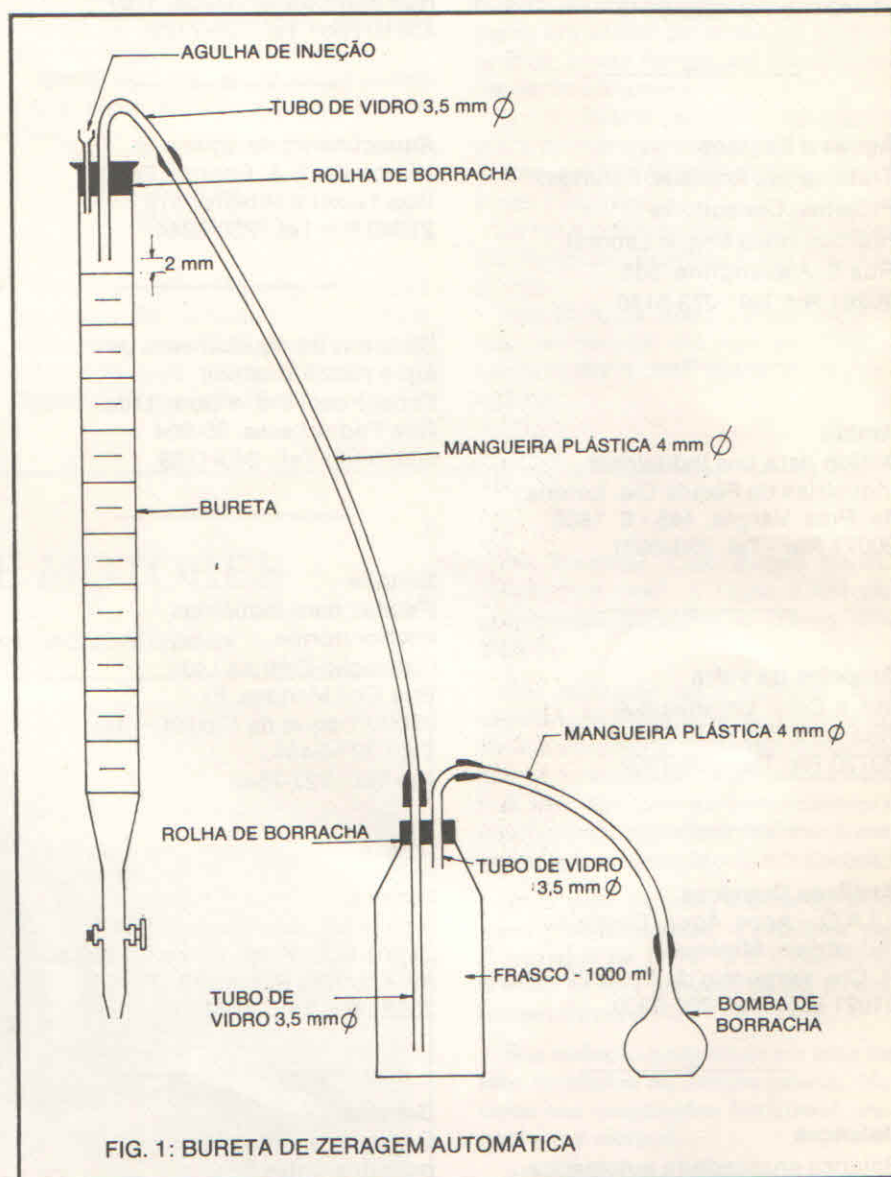 AGULHA DE INJEÇÃO
TUBO DE VIDRO 3,5 mm Ø
ROLHA DE BORRACHA
2 mm
MANGUEIRA PLÁSTICA 4 mm Ø
BURETA
MANGUEIRA PLÁSTICA 4 mm Ø
ROLHA DE BORRACHA
TUBO DE VIDRO
3,5 mm Ø
FRASCO - 1000 ml
TUBO DE
VIDRO 3,5 mm Ø
BOMBA DE
BORRACHA
FIG. 1: BURETA DE ZERAGEM AUTOMÁTICA